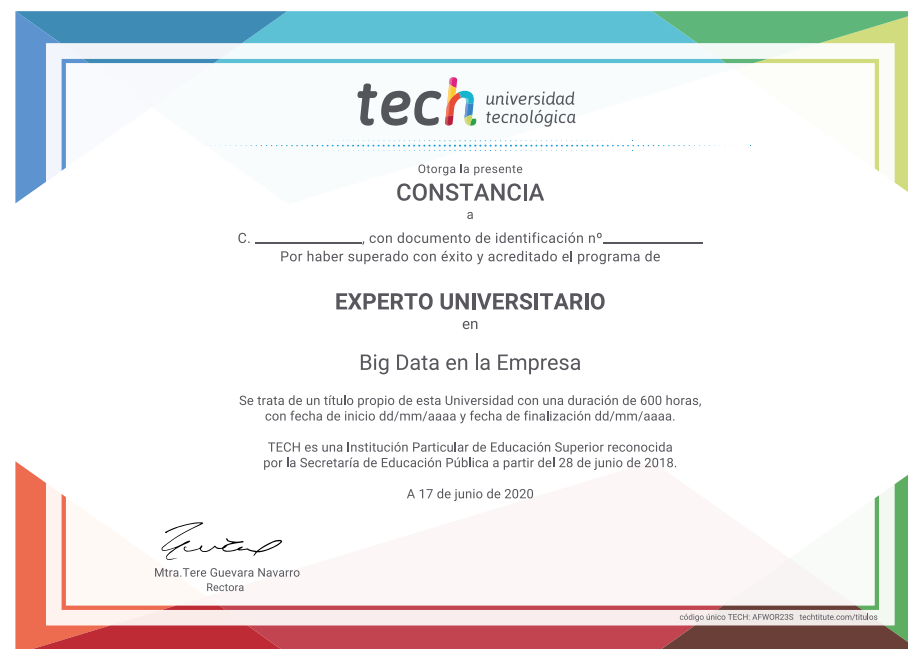 tech universidad
tecnológica
Otorga la presente
CONSTANCIA
a
C. ______________, con documento de identificación nº_____________
Por haber superado con éxito y acreditado el programa de
EXPERTO UNIVERSITARIO
en
Big Data en la Empresa
Se trata de un título propio de esta Universidad con una duración de 600 horas,
con fecha de inicio dd/mm/aaaa y fecha de finalización dd/mm/aaaa.
TECH es una Institución Particular de Educación Superior reconocida
por la Secretaría de Educación Pública a partir del 28 de junio de 2018.
A 17 de junio de 2020
Mtra.Tere Guevara Navarro
Rectora
código único TECH: AFWOR23S techtitute.com/titulos